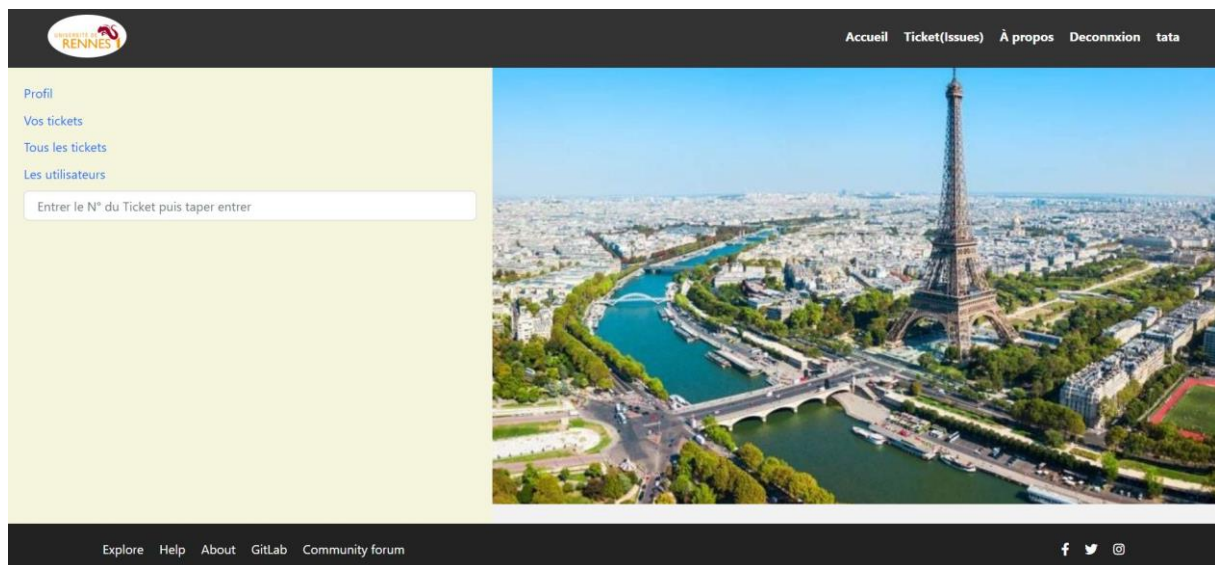 UNIVERSITÉ DE
RENNES 1
Accueil Ticket(Issues) À propos Deconnxion tata
Profil
Vos tickets
Tous les tickets
Les utilisateurs
Entrer le N° du Ticket puis taper entrer
Explore Help About GitLab Community forum